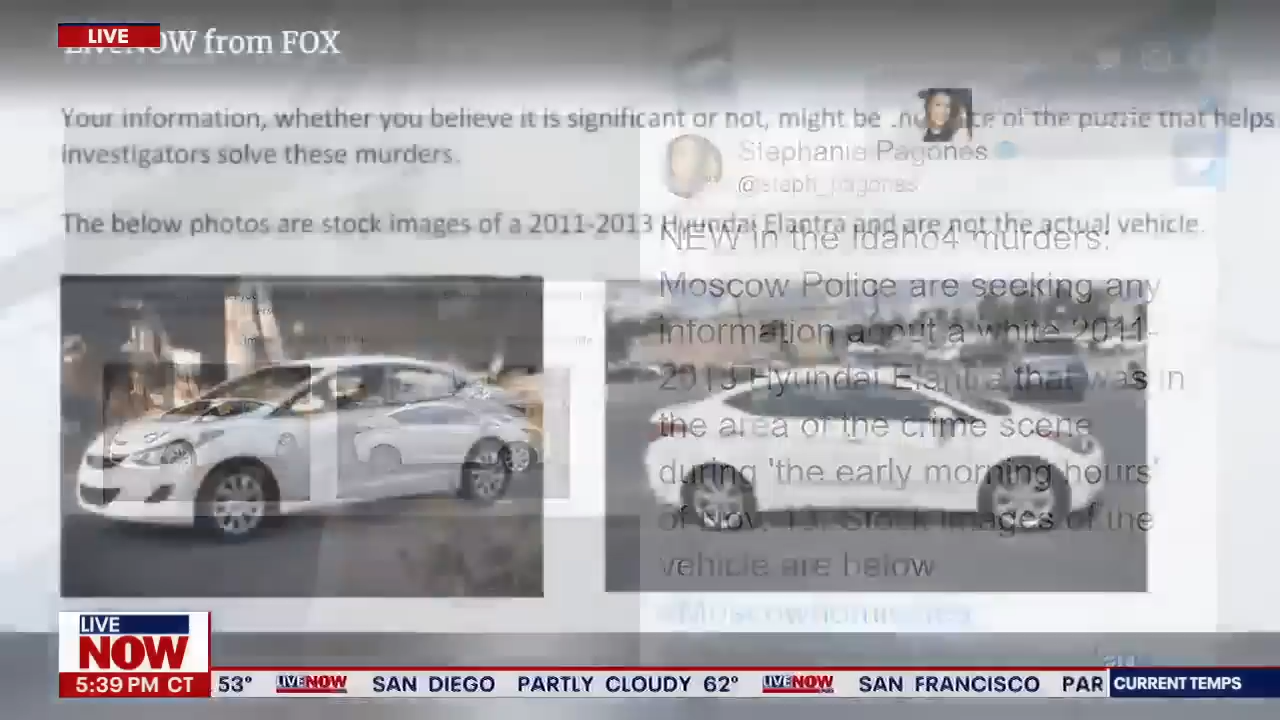 LIVE
LiveNOW from FOX
Your information, whether you believe it is significant or not, might be of the puzzle that helps
investigators solve these murders.
Stephanie Pagones
@steph_pagones
The below photos are stock images of a 2011-2013 Hyundai Elantra and are not the actual vehicle.
NEW in the Idaho4 murders:
Moscow Police are seeking any
information about a white 2011-
2013 Hyundai Elantra that was in
the area of the crime scene
during 'the early morning hours'
of Nov. 13. Stock images of the
vehicle are below
LIVE
NOW
5:39 PM CT
53° LIVENOW SAN DIEGO PARTLY CLOUDY 62° LIVENOW SAN FRANCISCO PAR
CURRENT TEMPS